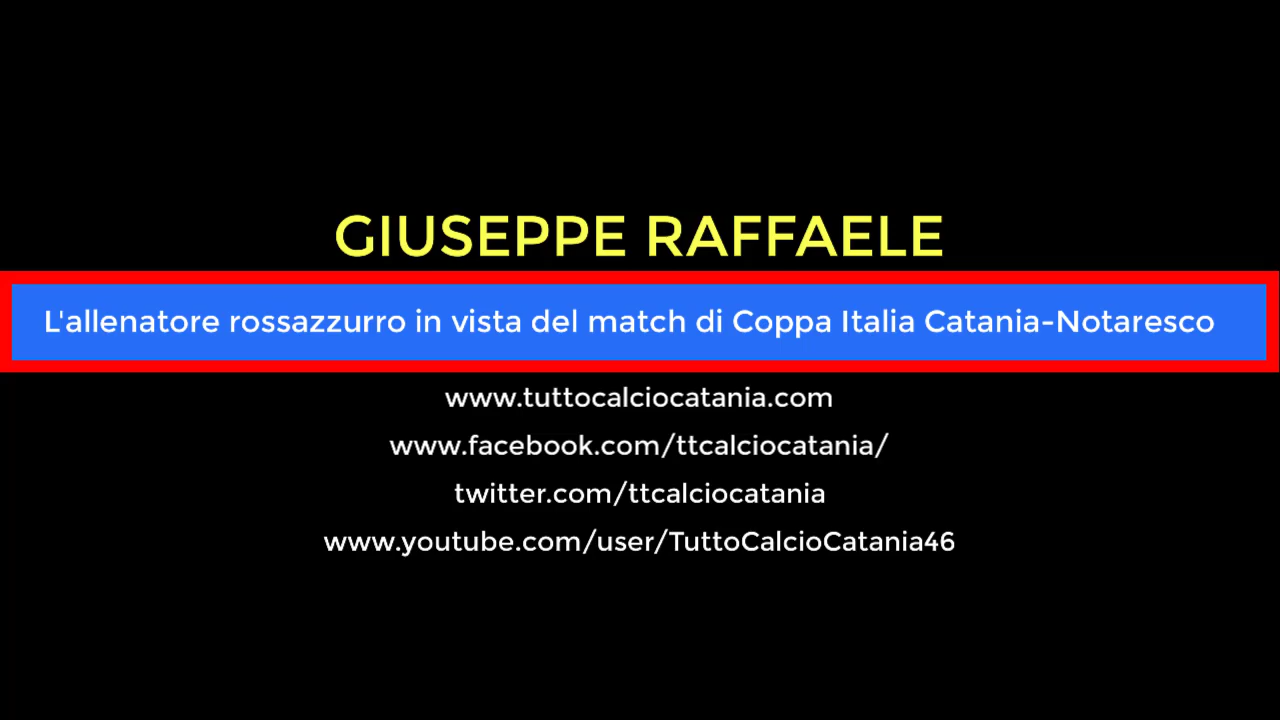 GIUSEPPE RAFFAELE
L'allenatore rossazzurro in vista del match di Coppa Italia Catania-Notaresco
www.tuttocalciocatania.com
www.facebook.com/ttcalciocatania/
twitter.com/ttcalciocatania
www.youtube.com/user/TuttoCalcioCatania46